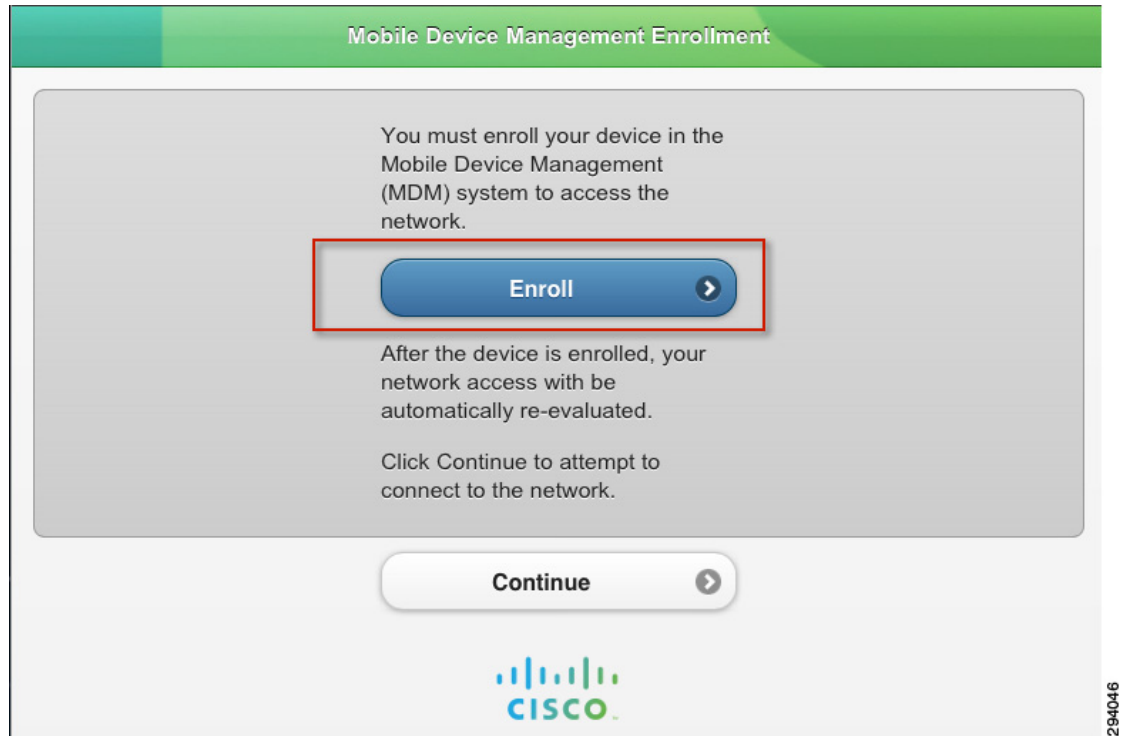 Mobile Device Management Enrollment
You must enroll your device in the
Mobile Device Management
(MDM) system to access the
network.
Enroll
After the device is enrolled, your
network access with be
automatically re-evaluated.
Click Continue to attempt to
connect to the network.
Continue
CISCO
294046